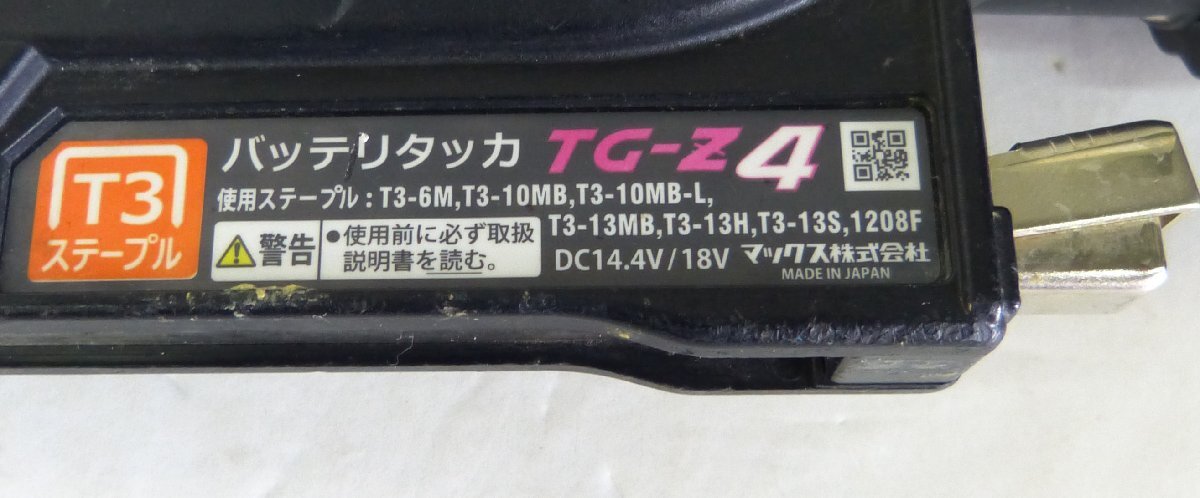 T3
ステープル
バッテリタッカ TG-Z4
使用ステープル：T3-6M,T3-10MB,T3-10MB-L,
T3-13MB,T3-13H,T3-13S,1208F
警告
●使用前に必ず取扱
説明書を読む。
DC14.4V/18V マックス株式会社
MADE IN JAPAN